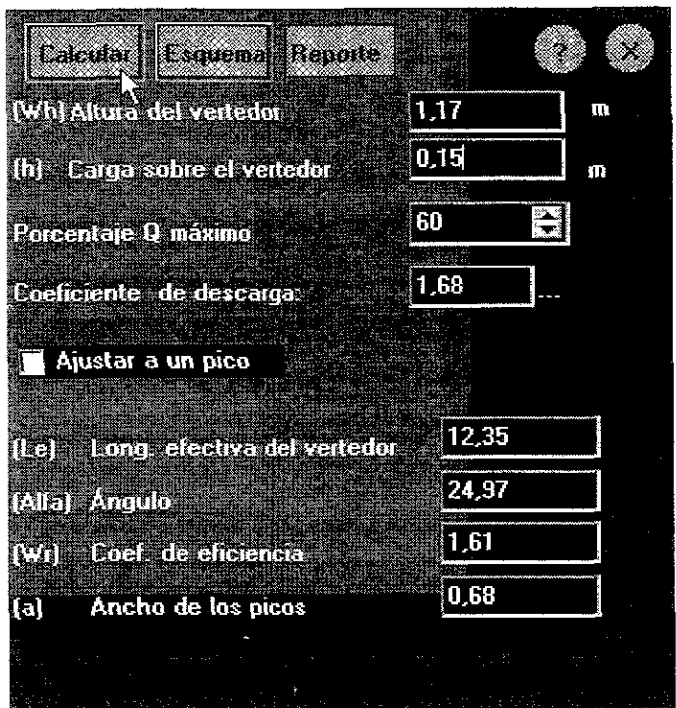 Calcular Esquema Reporte ? X
(Wh) Altura del vertedor 1,17 m
(h) Carga sobre el vertedor 0,15 m
Porcentaje Q máximo 60
Coeficiente de descarga: 1,68 ...
Ajustar a un pico
(Le) Long. efectiva del vertedor 12,35
(Alfa) Ángulo 24,97
(Wr) Coef. de eficiencia 1,61
(a) Ancho de los picos 0,68